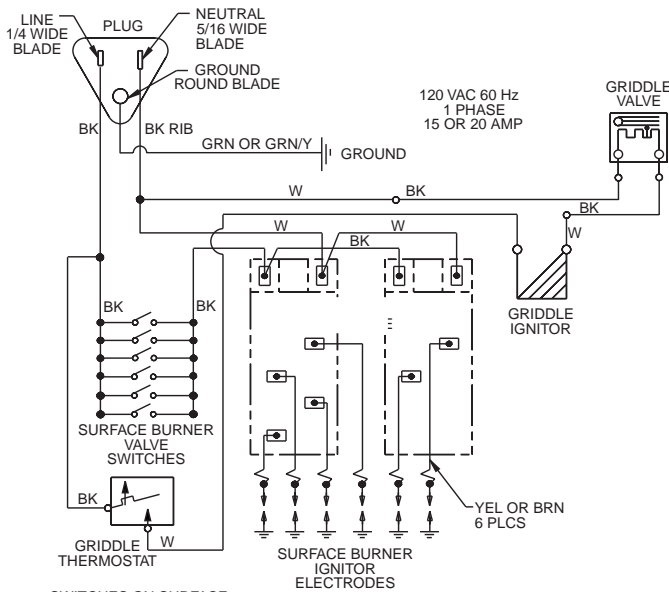 LINE
1/4 WIDE
BLADE
PLUG
NEUTRAL
5/16 WIDE
BLADE
GROUND
ROUND BLADE
120 VAC 60 Hz
1 PHASE
15 OR 20 AMP
GRIDDLE
VALVE
BK
BK RIB
GRN OR GRN/Y
GROUND
W
BK
BK
W
W
BK
W
BK
BK
GRIDDLE
IGNITOR
SURFACE BURNER
VALVE
SWITCHES
BK
GRIDDLE
THERMOSTAT
W
YEL OR BRN
6 PLCS
SURFACE BURNER
IGNITOR
ELECTRODES